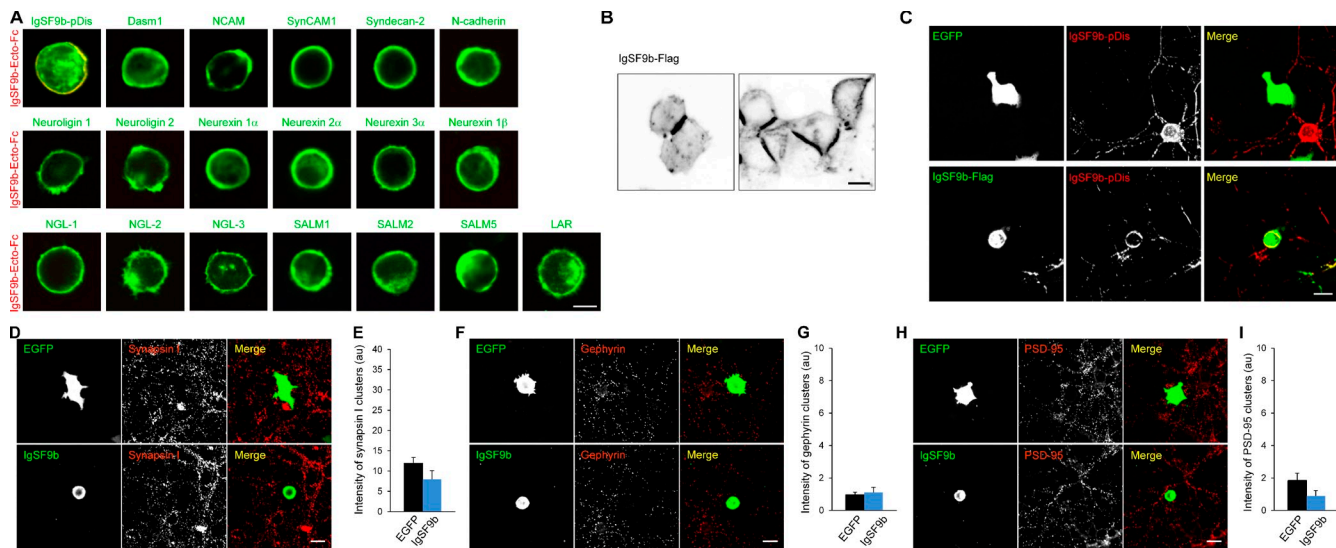 A
IgSF9b-pDis Dasm1 NCAM SynCAM1 Syndecan-2 N-cadherin
IgSF9b-Ecto-Fc
Neuroligin 1 Neuroligin 2 Neurexin 1α Neurexin 2α Neurexin 3α Neurexin 1β
IgSF9b-Ecto-Fc
NGL-1 NGL-2 NGL-3 SALM1 SALM2 SALM5 LAR
IgSF9b-Ecto-Fc
B
IgSF9b-Flag
C
EGFP IgSF9b-pDis Merge
IgSF9b-Flag IgSF9b-pDis Merge
D
EGFP Synapsin I Merge
IgSF9b Synapsin I Merge
E
Intensity of synapsin I clusters (au)
40
35
30
25
20
15
10
5
0
EGFP
IgSF9b
F
EGFP Gephyrin Merge
IgSF9b Gephyrin Merge
G
Intensity of gephyrin clusters (au)
10
8
6
4
2
0
EGFP
IgSF9b
H
EGFP PSD-95 Merge
IgSF9b PSD-95 Merge
I
Intensity of PSD-95 clusters (au)
10
8
6
4
2
0
EGFP
IgSF9b